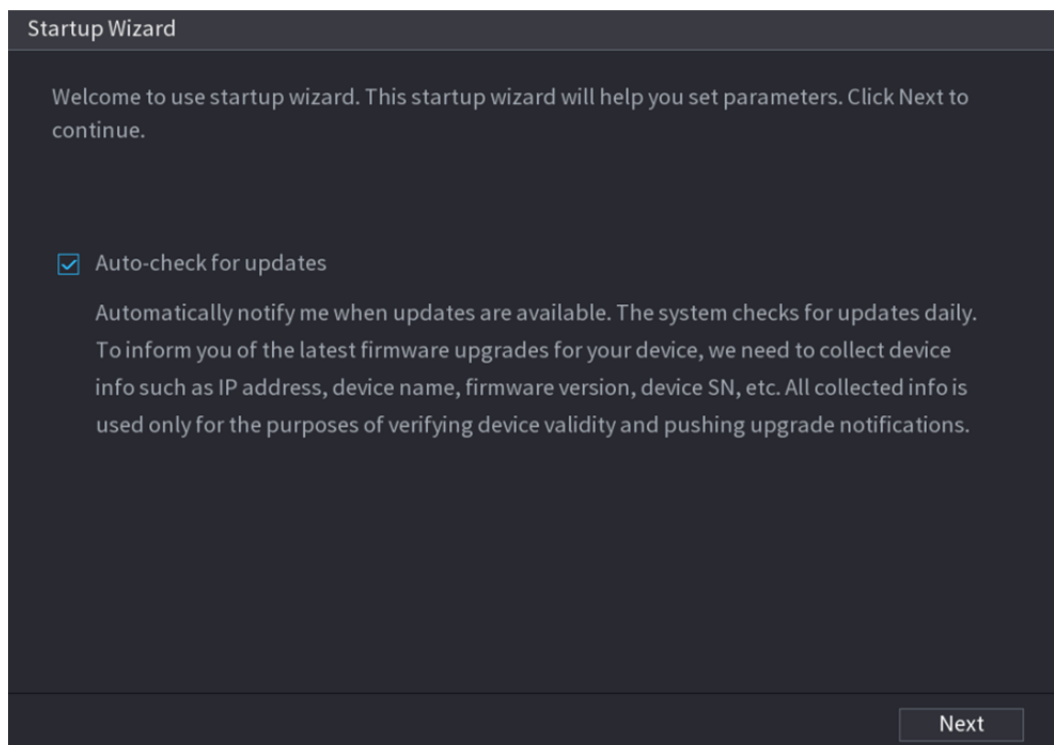 Startup Wizard
Welcome to use startup wizard. This startup wizard will help you set parameters. Click Next to
continue.
Auto-check for updates
Automatically notify me when updates are available. The system checks for updates daily.
To inform you of the latest firmware upgrades for your device, we need to collect device
info such as IP address, device name, firmware version, device SN, etc. All collected info is
used only for the purposes of verifying device validity and pushing upgrade notifications.
Next